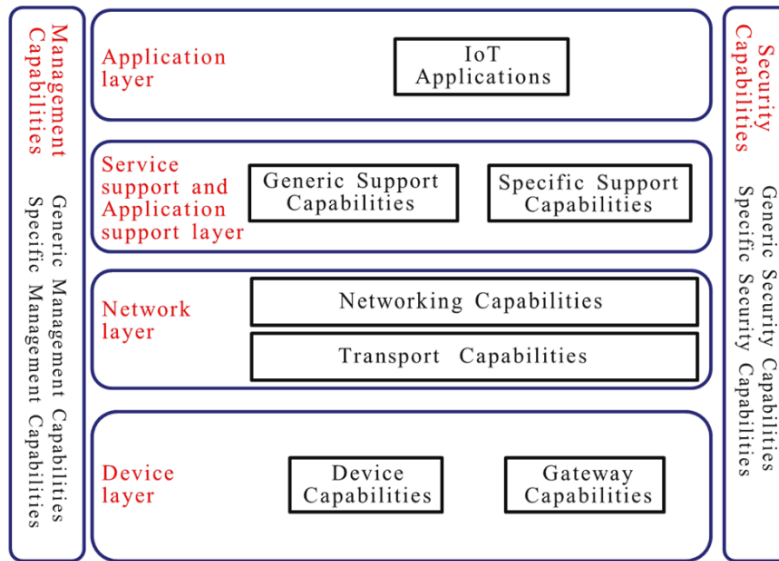 Management
Capabilities
Generic Management Capabilities
Specific Management Capabilities
Application
layer
IoT
Applications
Service
support and
Application
support layer
Generic Support
Capabilities
Specific Support
Capabilities
Network
layer
Networking Capabilities
Transport Capabilities
Device
layer
Device
Capabilities
Gateway
Capabilities
Security
Capabilities
Generic Security Capabilities
Specific Security Capabilities